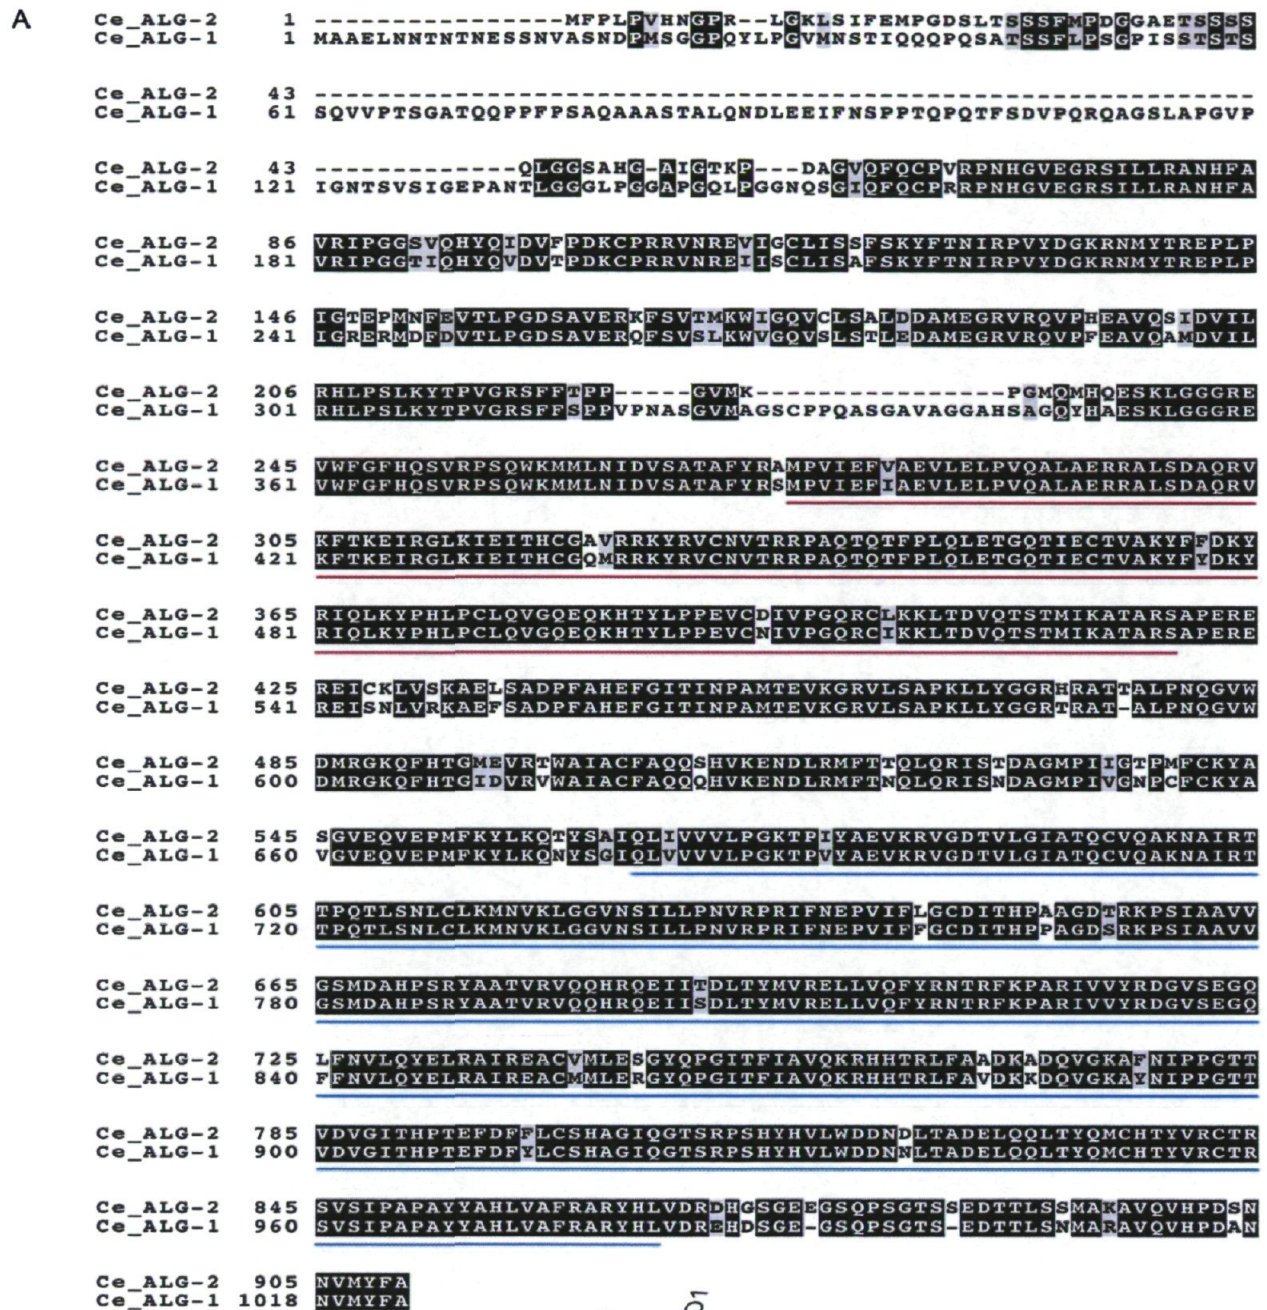 A
Ce_ALG-2 1 ----------------MFPLPVHNGPR--LGKLSIFEMPGDSLTSSSFMPDGGAETSSSS
Ce_ALG-1 1 MAAELNNTNTNESSNVASNDPMSGGPQYLPGVMNSTIQQQPQSATSSFLPSGPISSTSTS
Ce_ALG-2 43 ------------------------------------------------------------
Ce_ALG-1 61 SQVVPTSGATQQPPFPSAQAAASTALQNDLEEIFNSPPTQPQTFSDVPQRQAGSLAPGVP
Ce_ALG-2 43 -------------QLGGSAHG-AIGTKP---DAGVQFQCPVRPNHGVEGRSILLRANHFA
Ce_ALG-1 121 IGNTSVSIGEPANTLGGGLPGGAPGQLPGGNQSGIQFQCPRRPNHGVEGRSILLRANHFA
Ce_ALG-2 86 VRIPGGSVQHYQIDVFPDKCPRRVNREVIGCLISSFSKYFTNIRPVYDGKRNMYTREPLP
Ce_ALG-1 181 VRIPGGTIQHYQVDVTPDKCPRRVNREIISCLISAFSKYFTNIRPVYDGKRNMYTREPLP
Ce_ALG-2 146 IGTEPMNFEVTLPGDSAVERKFSVTMKWIGQVCLSALDDAMEGRVRQVPHEAVQSIDVIL
Ce_ALG-1 241 IGRERMDFDVTLPGDSAVERQFSVSLKWVGQVSLSTLEDAMEGRVRQVPFEAVQAMDVIL
Ce_ALG-2 206 RHLPSLKYTPVGRSFFTPP-----GVMK----------------PGMQMHQESKLGGGRE
Ce_ALG-1 301 RHLPSLKYTPVGRSFFSPPVPNASGVMAGSCPPQASGAVAGGAHSAGQYHAESKLGGGRE
Ce_ALG-2 245 VWFGFHQSVRPSQWKMMLNIDVSATAFYRAMPVIEFVAEVLELPVQALAERRALSDAQRV
Ce_ALG-1 361 VWFGFHQSVRPSQWKMMLNIDVSATAFYRSMPVIEFIAEVLELPVQALAERRALSDAQRV
Ce_ALG-2 305 KFTKEIRGLKIEITHCGAVRRKYRVCNVTRRPAQTQTFPLQLETGQTIECTVAKYFFDKY
Ce_ALG-1 421 KFTKEIRGLKIEITHCGQMRRKYRVCNVTRRPAQTQTFPLQLETGQTIECTVAKYFYDKY
Ce_ALG-2 365 RIQLKYPHLPCLQVGQEQKHTYLPPEVCDIVPGQRCLKKLTDVQTSTMIKATARSAPERE
Ce_ALG-1 481 RIQLKYPHLPCLQVGQEQKHTYLPPEVCNIVPGQRCIKKLTDVQTSTMIKATARSAPERE
Ce_ALG-2 425 REICKLVSKAELSADPFAHEFGITINPAMTEVKGRVLSAPKLLYGGRHRATTALPNQGVW
Ce_ALG-1 541 REISNLVRKAEFSADPFAHEFGITINPAMTEVKGRVLSAPKLLYGGRTRAT-ALPNQGVW
Ce_ALG-2 485 DMRGKQFHTGMEVRTWAIACFAQQSHVKENDLRMFTTQLQRISTDAGMPIIGTPMFCKYA
Ce_ALG-1 600 DMRGKQFHTGIDVRVWAIACFAQQQHVKENDLRMFTNQLQRISNDAGMPIVGNPCFCKYA
Ce_ALG-2 545 SGVEQVEPMFKYLKQTYSAIQLIVVVLPGKTPIYAEVKRVGDTVLGIATQCVQAKNAIRT
Ce_ALG-1 660 VGVEQVEPMFKYLKQNYSGIQLVVVVLPGKTPVYAEVKRVGDTVLGIATQCVQAKNAIRT
Ce_ALG-2 605 TPQTLSNLCLKMNVKLGGVNSILLPNVRPRIFNEPVIFLGCDITHPAAGDTRKPSIAAVV
Ce_ALG-1 720 TPQTLSNLCLKMNVKLGGVNSILLPNVRPRIFNEPVIFFGCDITHPPAGDSRKPSIAAVV
Ce_ALG-2 665 GSMDAHPSRYAATVRVQQHRQEIITDLTYMVRELLVQFYRNTRFKPARIVVYRDGVSEGQ
Ce_ALG-1 780 GSMDAHPSRYAATVRVQQHRQEIISDLTYMVRELLVQFYRNTRFKPARIVVYRDGVSEGQ
Ce_ALG-2 725 LFNVLQYELRAIREACVMLESGYQPGITFIAVQKRHHTRLFAADKADQVGKAFNIPPGTT
Ce_ALG-1 840 FFNVLQYELRAIREACMMLERGYQPGITFIAVQKRHHTRLFAVDKKDQVGKAYNIPPGTT
Ce_ALG-2 785 VDVGITHPTEFDFFLCSHAGIQGTSRPSHYHVLWDDNDLTADELQQLTYQMCHTYVRCTR
Ce_ALG-1 900 VDVGITHPTEFDFYLCSHAGIQGTSRPSHYHVLWDDNNLTADELQQLTYQMCHTYVRCTR
Ce_ALG-2 845 SVSIPAPAYYAHLVAFRARYHLVDRDHGSGEEGSQPSGTSSEDTTLSSMAKAVQVHPDSN
Ce_ALG-1 960 SVSIPAPAYYAHLVAFRARYHLVDREHDSGE-GSQPSGTS-EDTTLSNMARAVQVHPDAN
Ce_ALG-2 905 NVMYFA
Ce_ALG-1 1018 NVMYFA